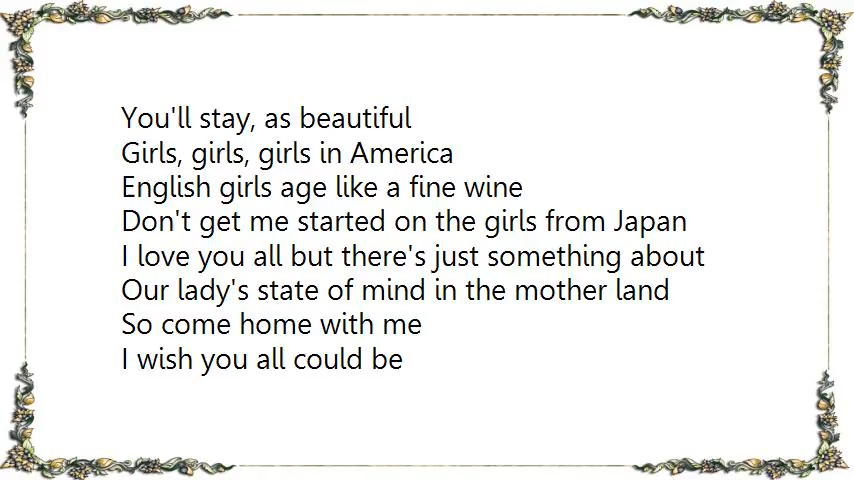 You'll stay, as beautiful
Girls, girls, girls in America
English girls age like a fine wine
Don't get me started on the girls from Japan
I love you all but there's just something about
Our lady's state of mind in the mother land
So come home with me
I wish you all could be